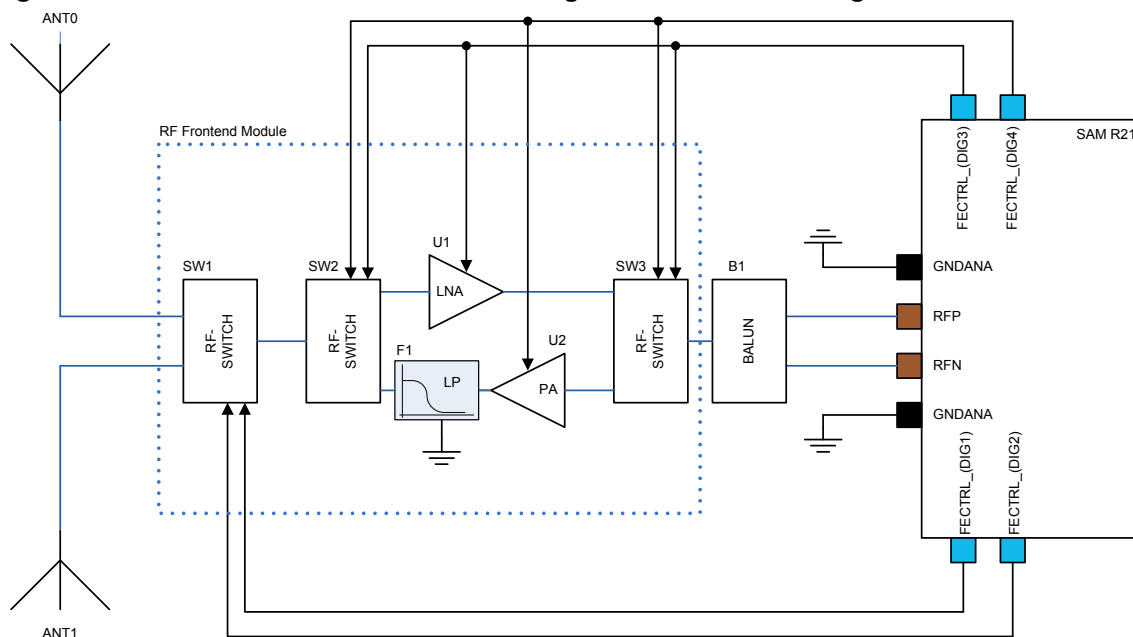 ANT0
SAM R21
FECTRL_(DIG3)
FECTRL_(DIG4)
RF Frontend Module
U1
SW1
SW2
SW3
B1
GNDANA
LNA
RFP
RF-
SWITCH
RF-
SWITCH
RF-
SWITCH
BALUN
F1
U2
RFN
LP
PA
GNDANA
FECTRL_(DIG1)
FECTRL_(DIG2)
ANT1